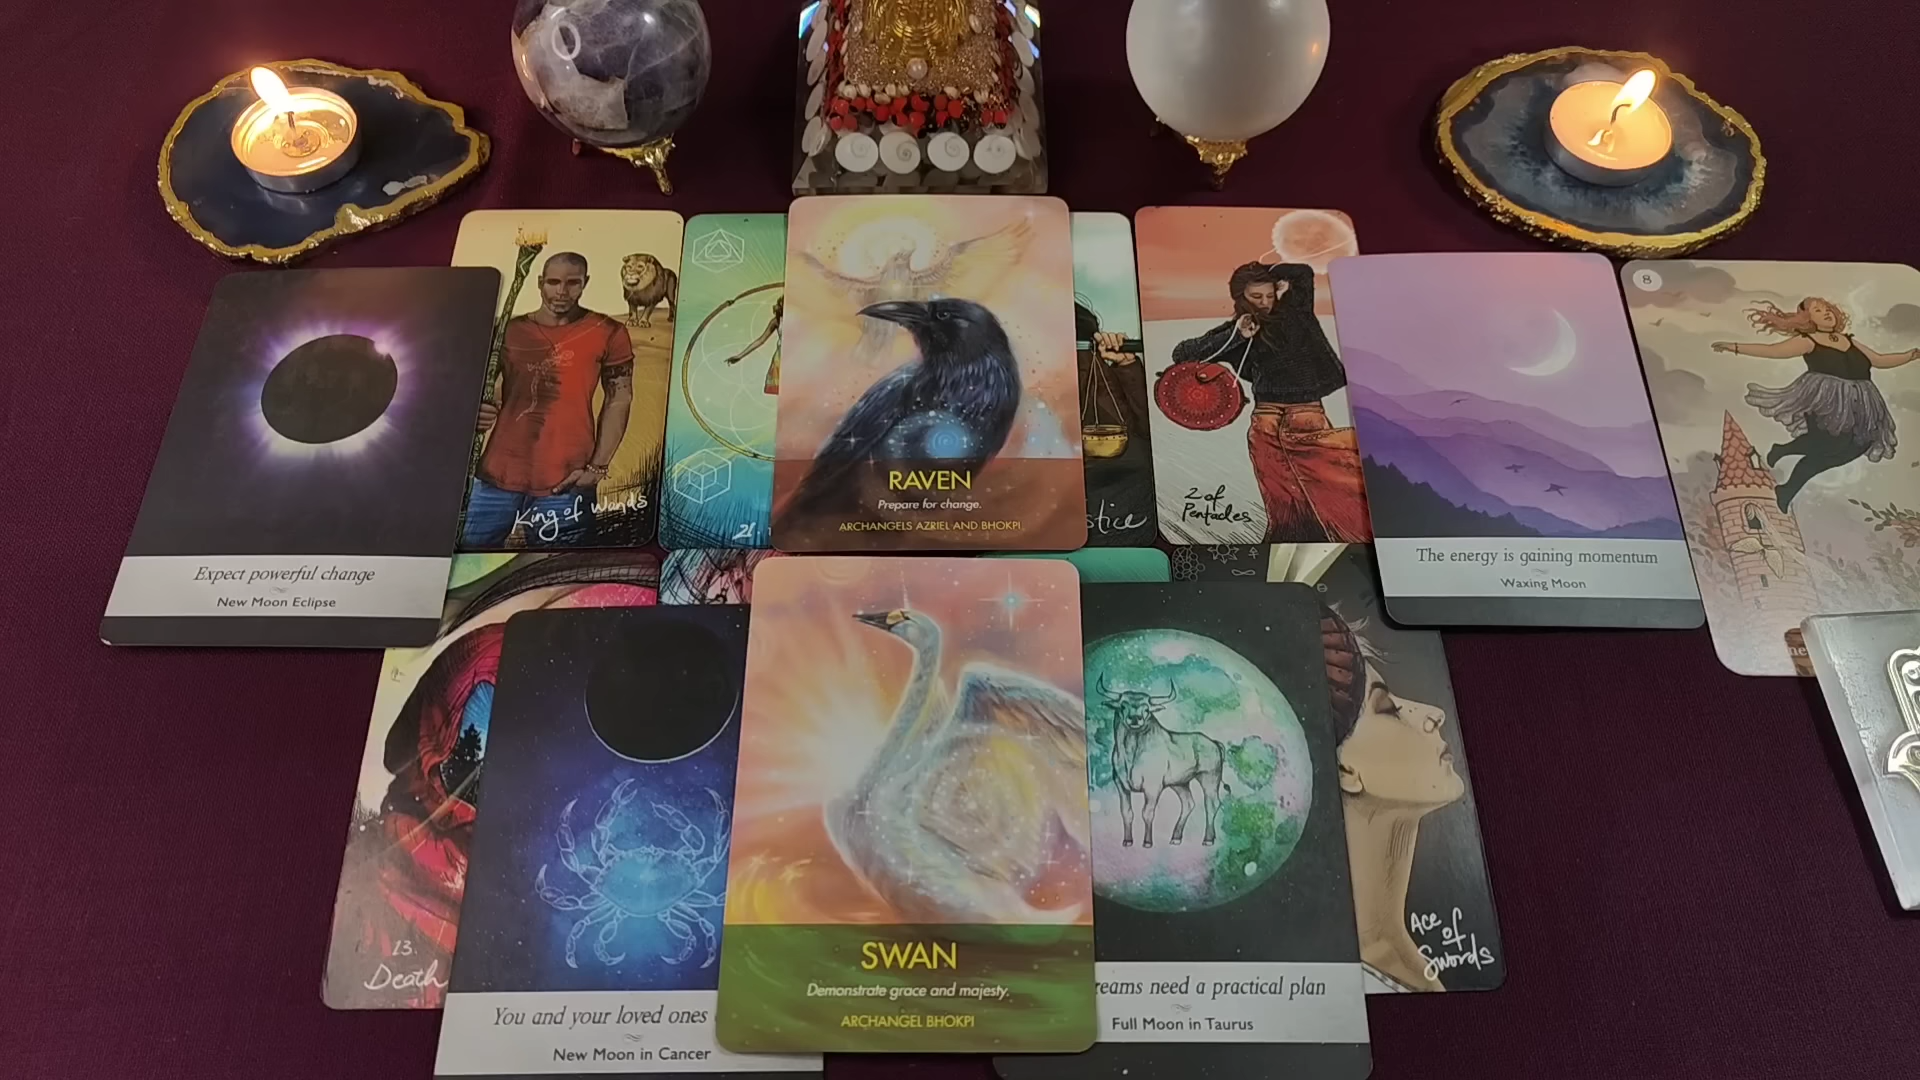 8
King of Wands
21
RAVEN
Prepare for change.
ARCHANGELS AZRIEL AND BHOKPI
stice
2 of
Pentacles
The energy is gaining momentum
Waxing Moon
Expect powerful change
New Moon Eclipse
13.
Death
You and your loved ones
New Moon in Cancer
SWAN
Demonstrate grace and majesty.
ARCHANGEL BHOKPI
reams need a practical plan
Full Moon in Taurus
Ace
of
Swords